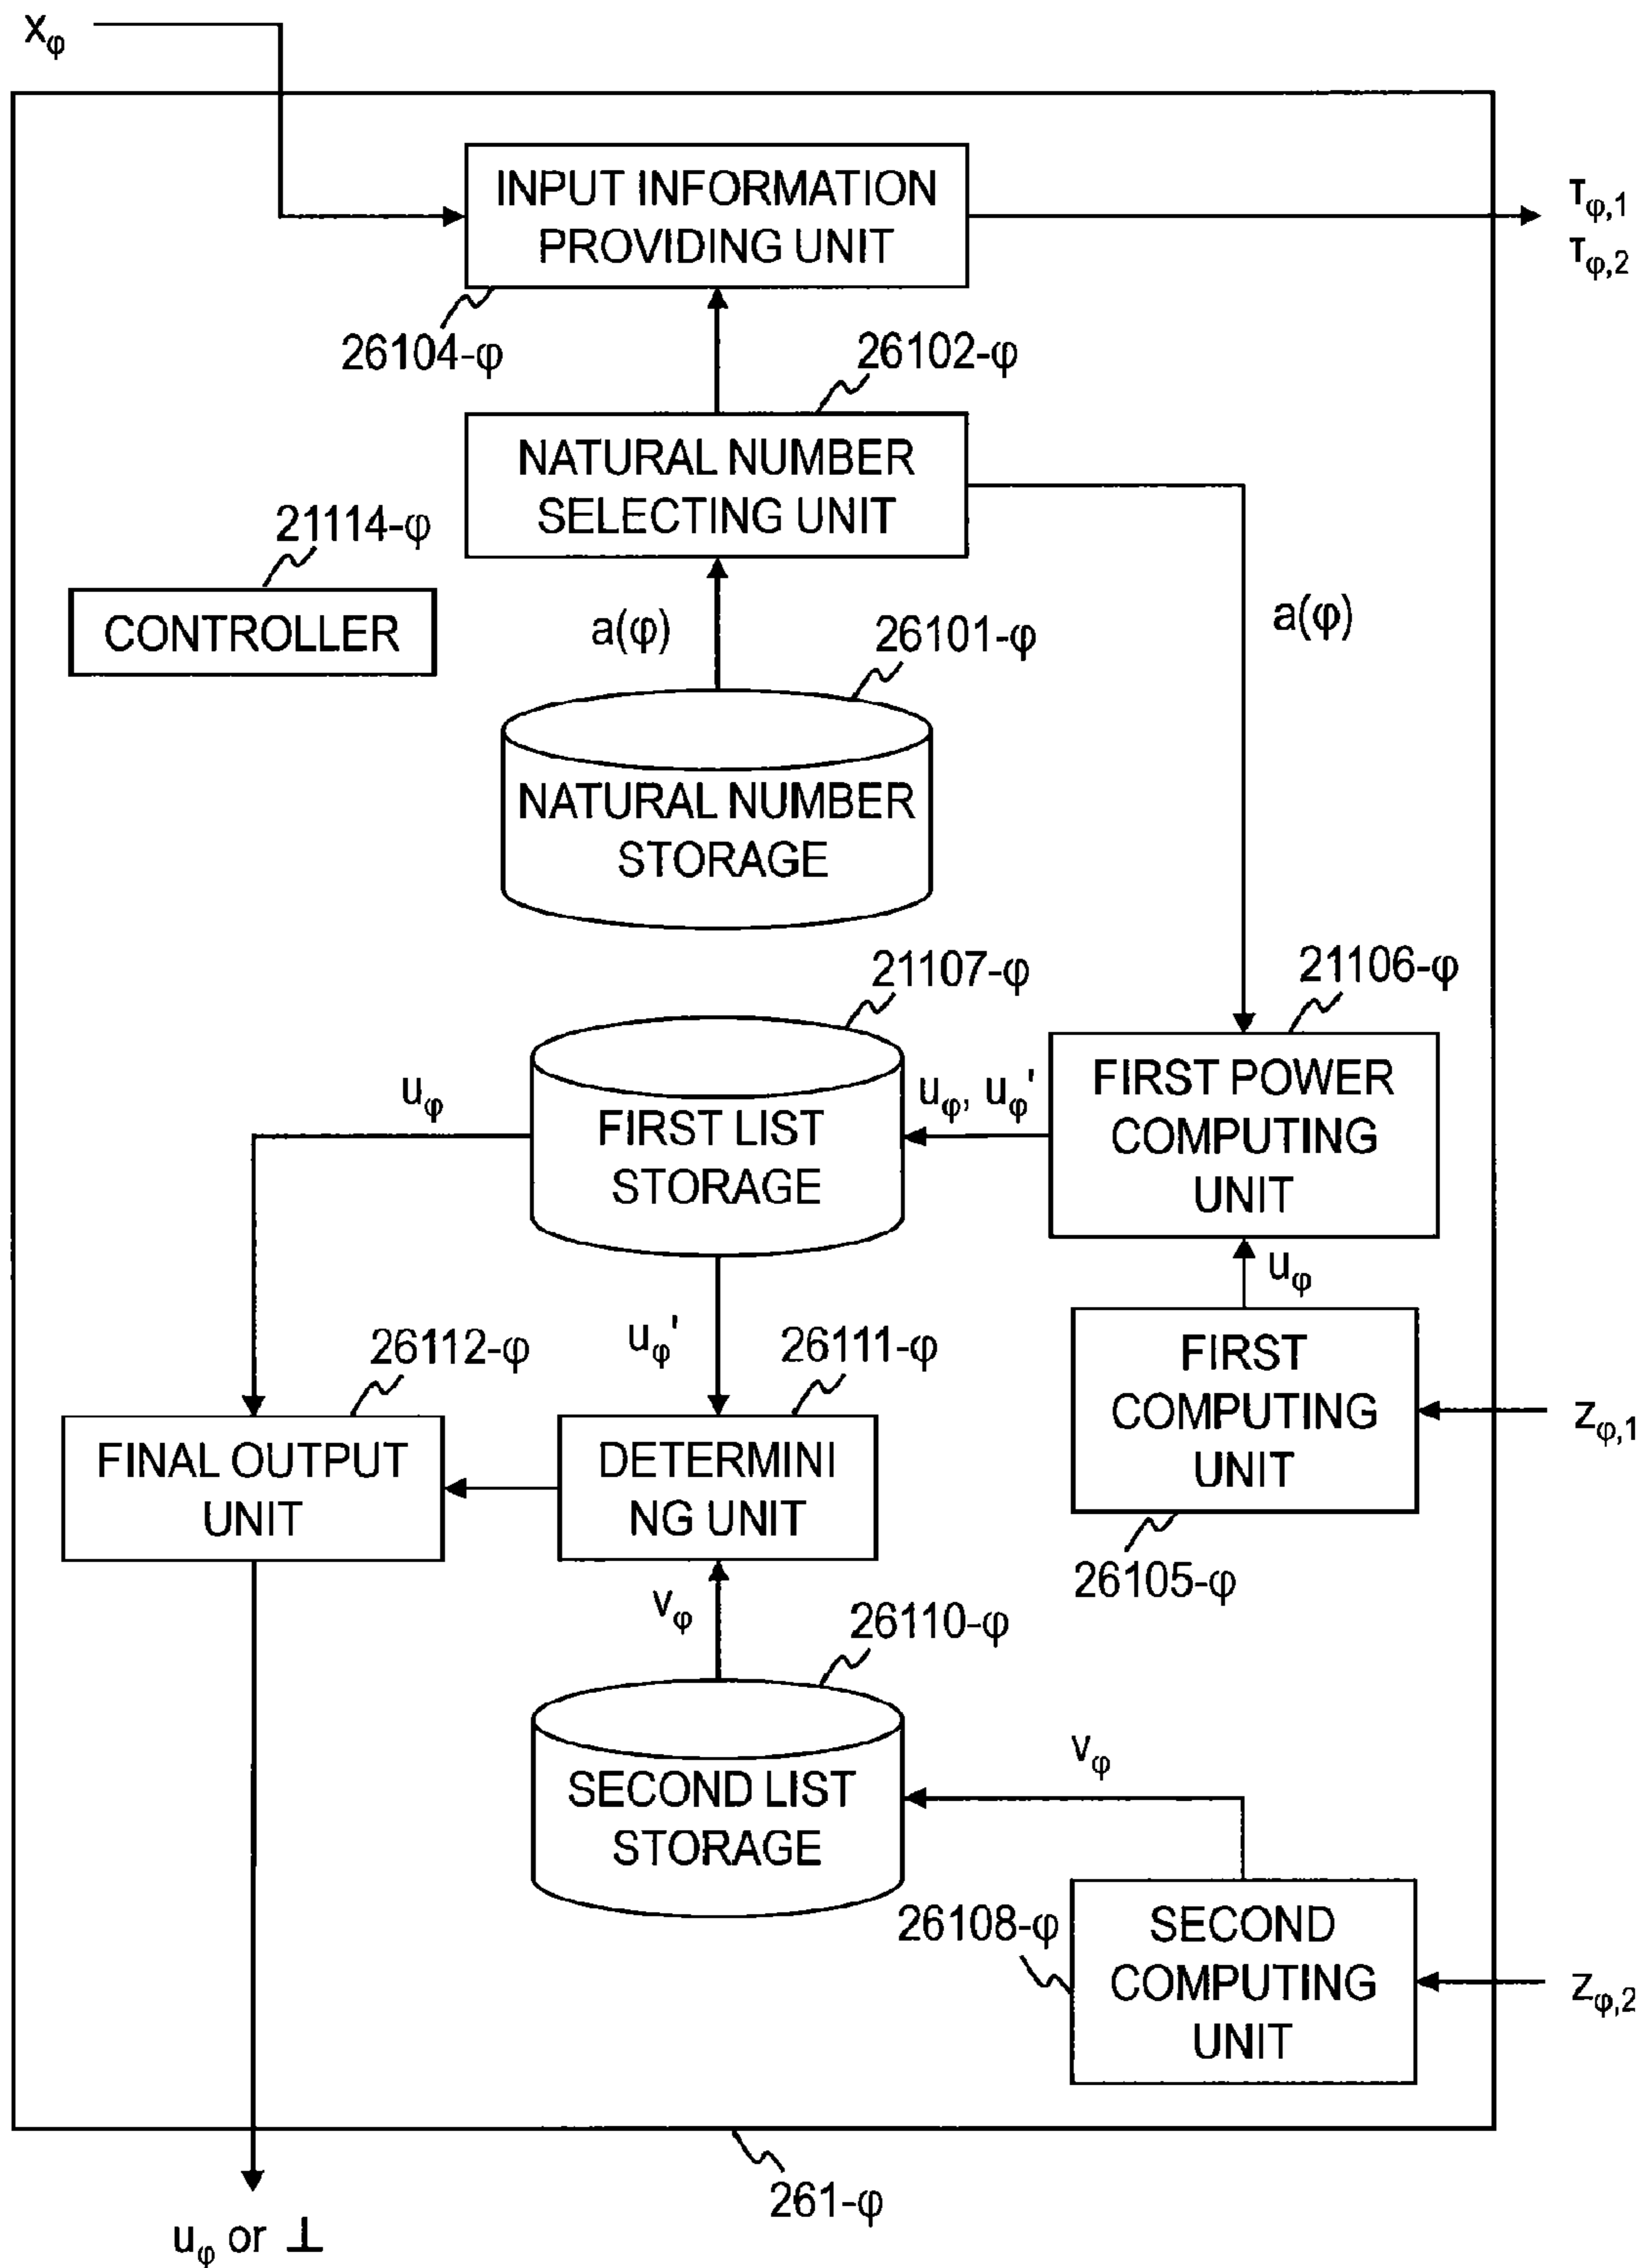 xφ
INPUT INFORMATION
PROVIDING UNIT
τφ,1
τφ,2
26104-φ
26102-φ
NATURAL NUMBER
SELECTING UNIT
21114-φ
CONTROLLER
a(φ)
26101-φ
a(φ)
NATURAL NUMBER
STORAGE
21107-φ
21106-φ
uφ
FIRST LIST
STORAGE
uφ, uφ'
FIRST POWER
COMPUTING
UNIT
uφ
26112-φ
uφ'
26111-φ
FIRST
COMPUTING
UNIT
zφ,1
FINAL OUTPUT
UNIT
DETERMINI
NG UNIT
26105-φ
vφ
26110-φ
SECOND LIST
STORAGE
vφ
26108-φ
SECOND
COMPUTING
UNIT
zφ,2
261-φ
uφ or ⊥